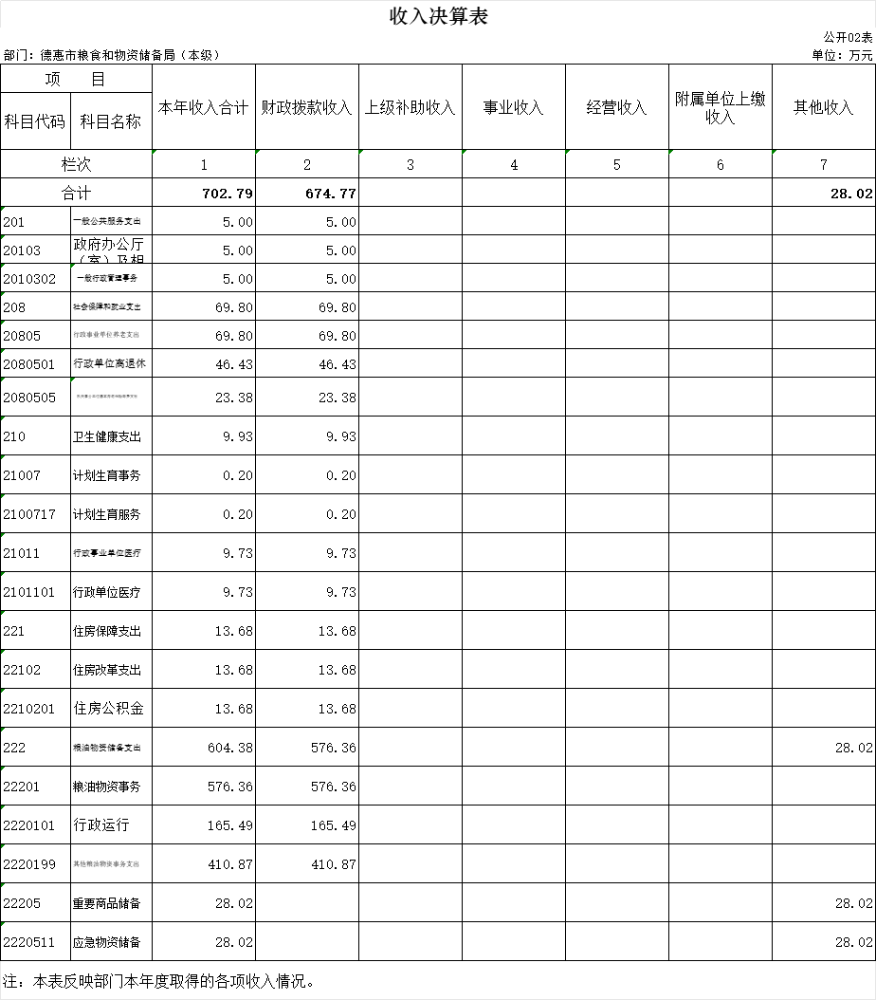 收入决算表
公开02表
部门：德惠市粮食和物资储备局（本级）
单位：万元
项 目
本年收入合计 财政拨款收入 上级补助收入 事业收入 经营收入 附属单位上缴收入 其他收入
科目代码 科目名称
栏次 1 2 3 4 5 6 7
合计 702.79 674.77 28.02
201 一般公共服务支出 5.00 5.00
20103 政府办公厅（室）及相 5.00 5.00
2010302 一般行政管理事务 5.00 5.00
208 社会保障和就业支出 69.80 69.80
20805 行政事业单位养老支出 69.80 69.80
2080501 行政单位离退休 46.43 46.43
2080505 23.38 23.38
210 卫生健康支出 9.93 9.93
21007 计划生育事务 0.20 0.20
2100717 计划生育服务 0.20 0.20
21011 行政事业单位医疗 9.73 9.73
2101101 行政单位医疗 9.73 9.73
221 住房保障支出 13.68 13.68
22102 住房改革支出 13.68 13.68
2210201 住房公积金 13.68 13.68
222 粮油物资储备支出 604.38 576.36 28.02
22201 粮油物资事务 576.36 576.36
2220101 行政运行 165.49 165.49
2220199 其他粮油物资事务支出 410.87 410.87
22205 重要商品储备 28.02 28.02
2220511 应急物资储备 28.02 28.02
注：本表反映部门本年度取得的各项收入情况。